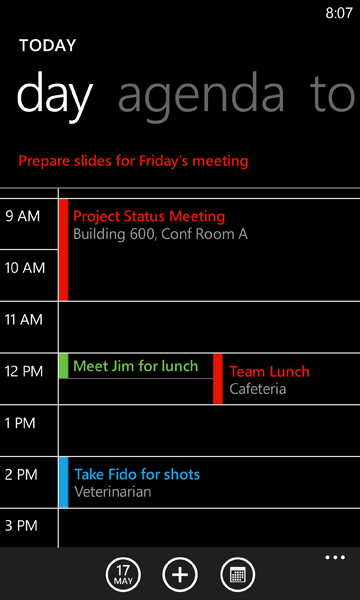 8:07
TODAY
day agenda to
Prepare slides for Friday's meeting
9 AM
Project Status Meeting
Building 600, Conf Room A
10 AM
11 AM
12 PM
Meet Jim for lunch
Team Lunch
Cafeteria
1 PM
2 PM
Take Fido for shots
Veterinarian
3 PM
17
MAY